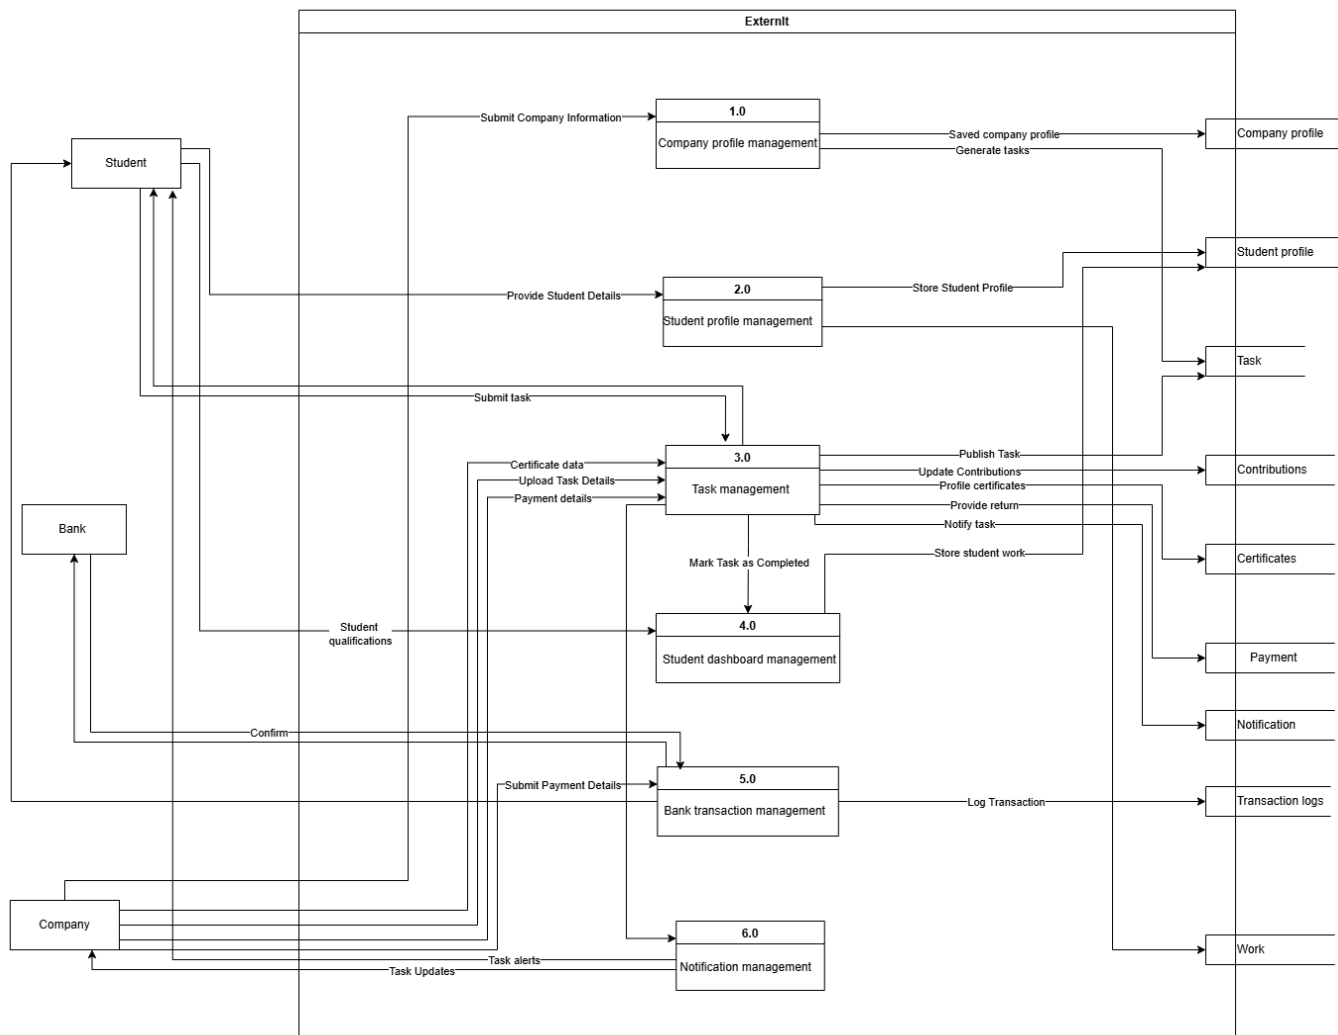 ExternIt
1.0
Submit Company Information
Company profile management
Saved company profile
Company profile
Generate tasks
Student
Student profile
2.0
Store Student Profile
Provide Student Details
Student profile management
Task
Submit task
3.0
Publish Task
Certificate data
Update Contributions
Contributions
Upload Task Details
Task management
Profile certificates
Payment details
Provide return
Bank
Notify task
Store student work
Certificates
Mark Task as Completed
4.0
Student
qualifications
Student dashboard management
Payment
Notification
Confirm
5.0
Submit Payment Details
Bank transaction management
Log Transaction
Transaction logs
Company
6.0
Work
Task alerts
Notification management
Task Updates